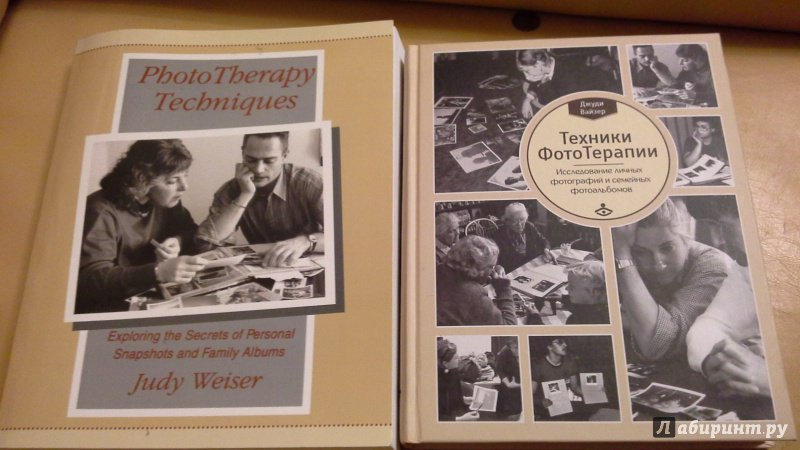 PhotoTherapy
Techniques
Exploring the Secrets of Personal
Snapshots and Family Albums
Judy Weiser
Джуди
Вайзер
Техники
ФотоТерапии
Исследование личных
фотографий и семейных
фотоальбомов
Лабиринт.ру